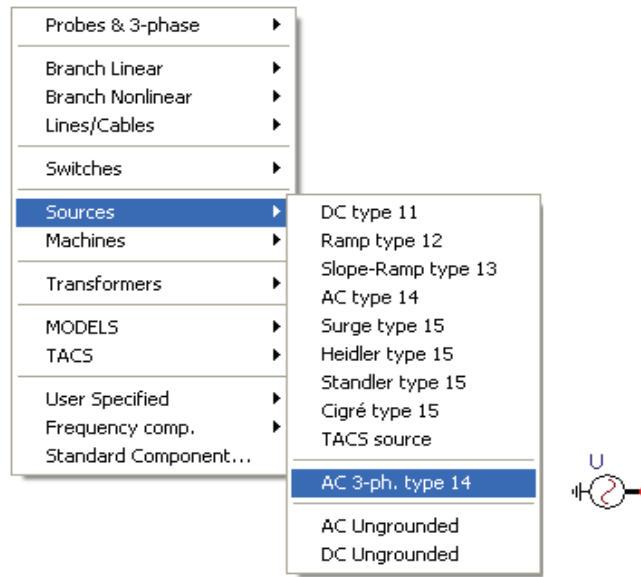 Probes & 3-phase
Branch Linear
Branch Nonlinear
Lines/Cables
Switches
Sources
Machines
Transformers
MODELS
TACS
User Specified
Frequency comp.
Standard Component...
DC type 11
Ramp type 12
Slope-Ramp type 13
AC type 14
Surge type 15
Heidler type 15
Standler type 15
Cigré type 15
TACS source
AC 3-ph. type 14
AC Ungrounded
DC Ungrounded
U